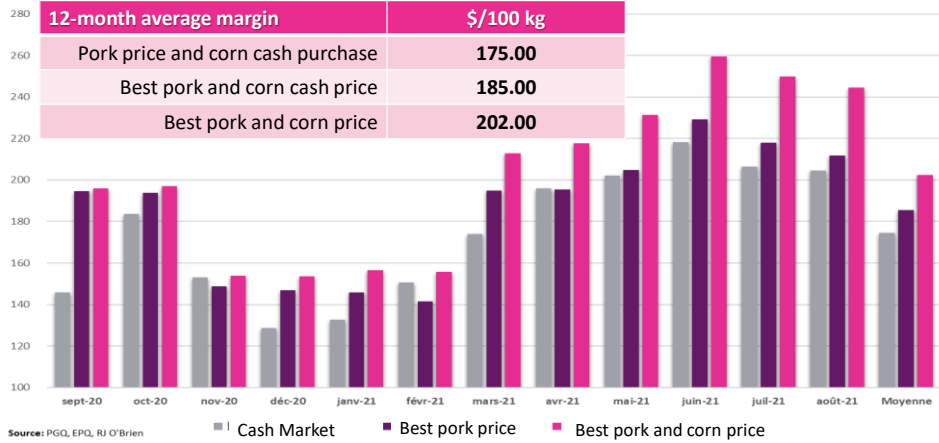 12-month average margin $/100 kg
Pork price and corn cash purchase 175.00
Best pork and corn cash price 185.00
Best pork and corn price 202.00
280
260
240
220
200
180
160
140
120
100
sept-20 oct-20 nov-20 déc-20 janv-21 févr-21 mars-21 avr-21 mai-21 juin-21 juil-21 août-21 Moyenne
Source: PGQ, EPQ, RJ O'Brien
Cash Market Best pork price Best pork and corn price